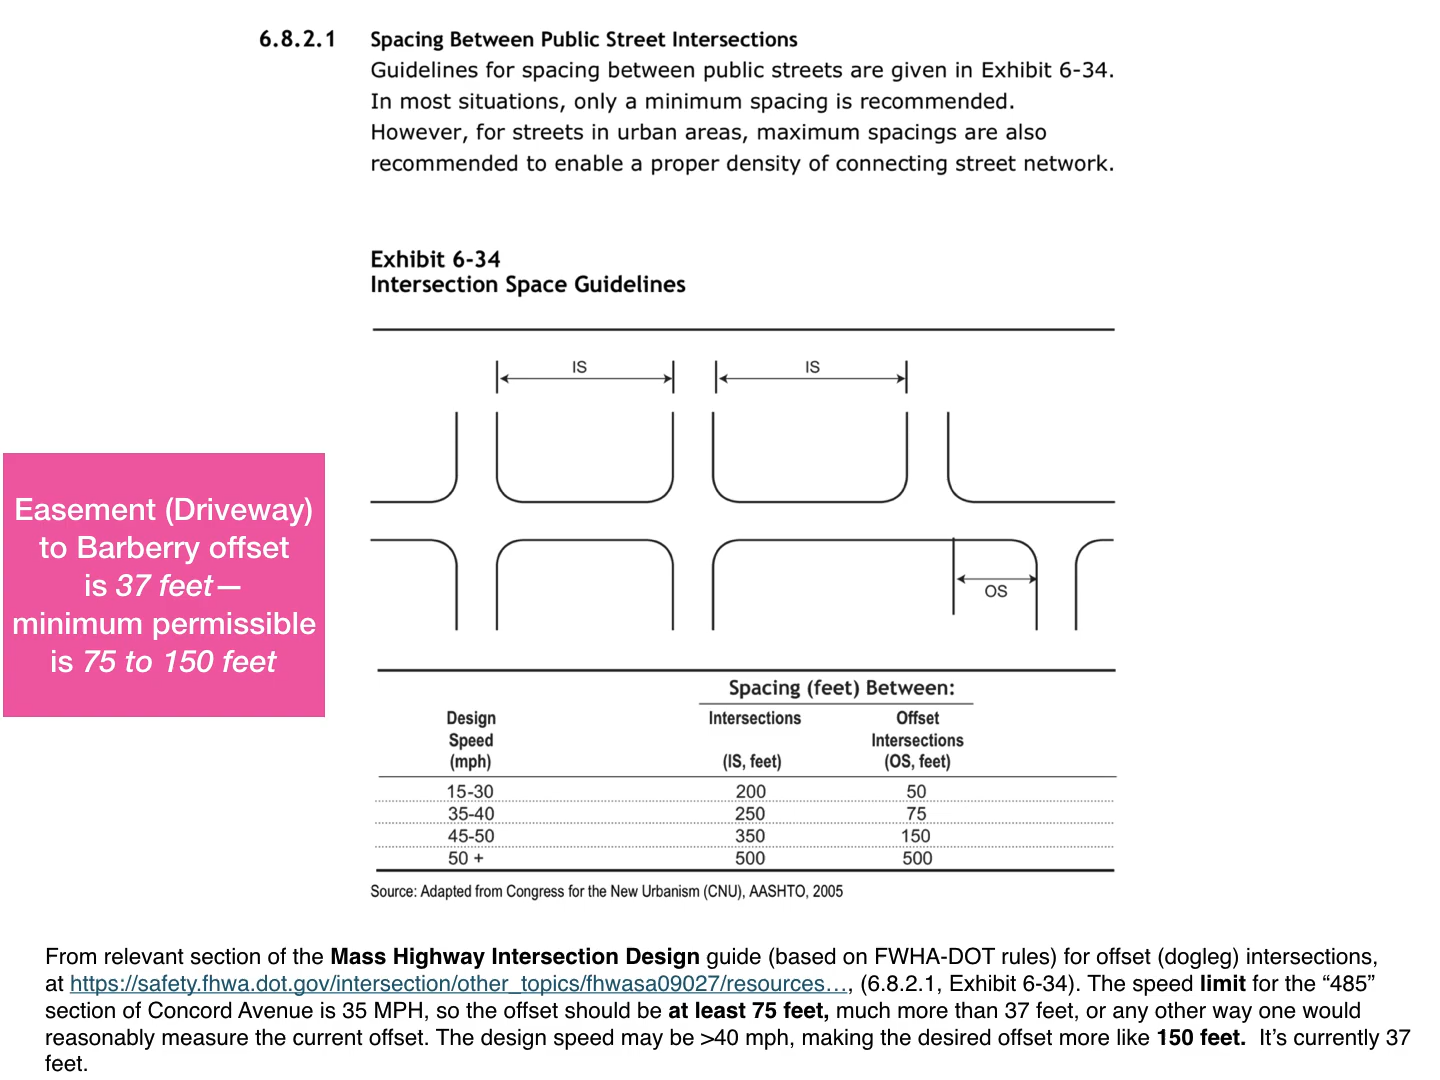 6.8.2.1 Spacing Between Public Street Intersections
Guidelines for spacing between public streets are given in Exhibit 6-34.
In most situations, only a minimum spacing is recommended.
However, for streets in urban areas, maximum spacings are also
recommended to enable a proper density of connecting street network.
Exhibit 6-34
Intersection Space Guidelines
IS IS
OS
Easement (Driveway)
to Barberry offset
is 37 feet—
minimum permissible
is 75 to 150 feet
Spacing (feet) Between:
Design Intersections Offset
Speed Intersections
(mph) (IS, feet) (OS, feet)
15-30 200 50
35-40 250 75
45-50 350 150
50 + 500 500
Source: Adapted from Congress for the New Urbanism (CNU), AASHTO, 2005
From relevant section of the Mass Highway Intersection Design guide (based on FWHA-DOT rules) for offset (dogleg) intersections,
at https://safety.fhwa.dot.gov/intersection/other_topics/fhwasa09027/resources…, (6.8.2.1, Exhibit 6-34). The speed limit for the “485”
section of Concord Avenue is 35 MPH, so the offset should be at least 75 feet, much more than 37 feet, or any other way one would
reasonably measure the current offset. The design speed may be >40 mph, making the desired offset more like 150 feet. It’s currently 37
feet.